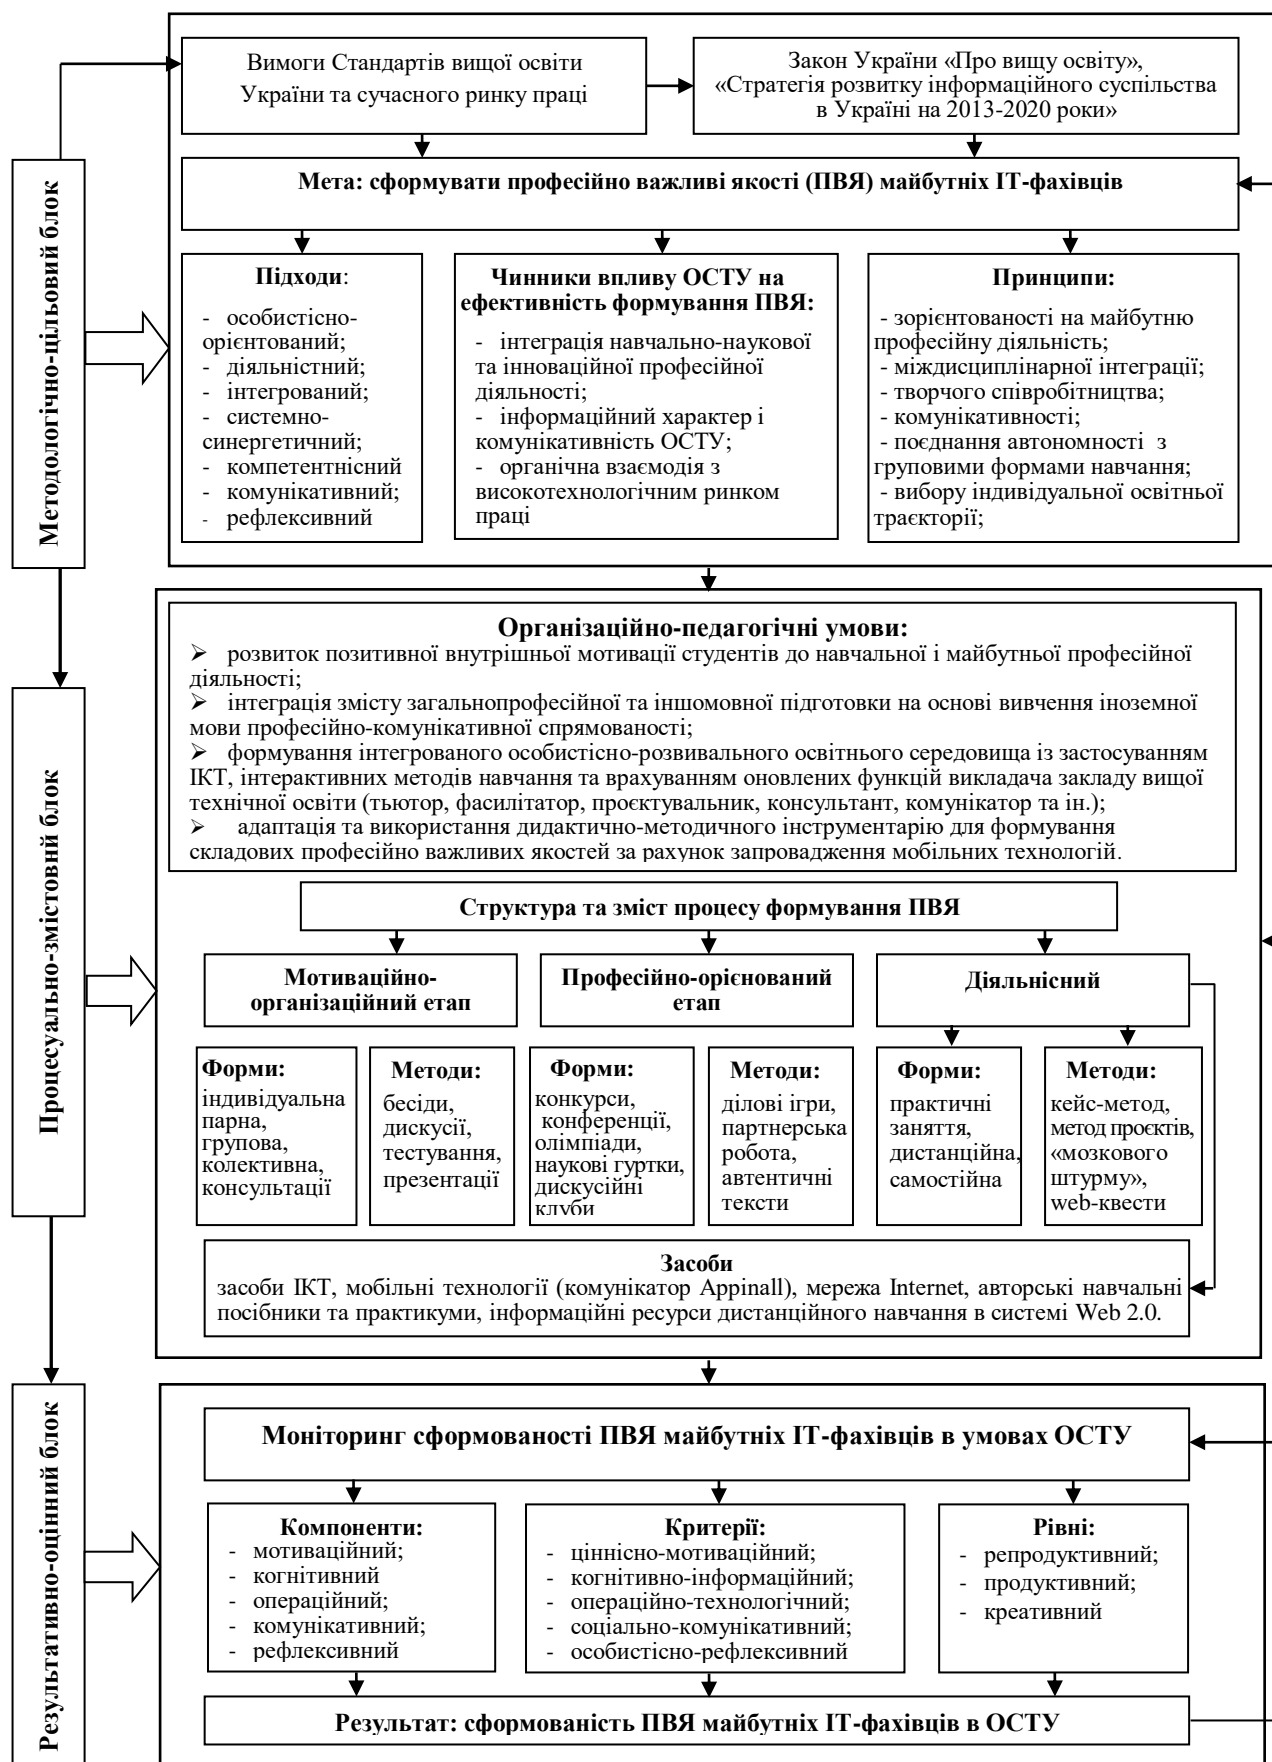 Методологічно-цільовий блок
Вимоги Стандартів вищої освіти
України та сучасного ринку праці
Закон України «Про вищу освіту»,
«Стратегія розвитку інформаційного суспільства
в Україні на 2013-2020 роки»
Мета: сформувати професійно важливі якості (ПВЯ) майбутніх ІТ-фахівців
Підходи:
- особистісно-
орієнтований;
- діяльністний;
- інтегрований;
- системно-
синергетичний;
- компетентнісний
- комунікативний;
- рефлексивний
Чинники впливу ОСТУ на
ефективність формування ПВЯ:
- інтеграція навчально-наукової
та інноваційної професійної
діяльності;
- інформаційний характер і
комунікативність ОСТУ;
- органічна взаємодія з
високотехнологічним ринком
праці
Принципи:
- зорієнтованості на майбутню
професійну діяльність;
- міждисциплінарної інтеграції;
- творчого співробітництва;
- комунікативності;
- поєднання автономності з
груповими формами навчання;
- вибору індивідуальної освітньої
траєкторії;
Процесуально-змістовнй блок
Організаційно-педагогічні умови:
➢ розвиток позитивної внутрішньої мотивації студентів до навчальної і майбутньої професійної
діяльності;
➢ інтеграція змісту загальнопрофесійної та іншомовної підготовки на основі вивчення іноземної
мови професійно-комунікативної спрямованості;
➢ формування інтегрованого особистісно-розвивального освітнього середовища із застосуванням
ІКТ, інтерактивних методів навчання та врахуванням оновлених функцій викладача закладу вищої
технічної освіти (тьютор, фасилітатор, проєктувальник, консультант, комунікатор та ін.);
➢ адаптація та використання дидактично-методичного інструментарію для формування
складових професійно важливих якостей за рахунок запровадження мобільних технологій.
Структура та зміст процесу формування ПВЯ
Мотиваційно-
організаційний етап
Професійно-орієнований
етап
Діяльнісний
Форми:
індивідуальна
парна,
групова,
колективна,
консультації
Методи:
бесіди,
дискусії,
тестування,
презентації
Форми:
конкурси,
конференції,
олімпіади,
наукові гуртки,
дискусійні
клуби
Методи:
ділові ігри,
партнерська
робота,
автентичні
тексти
Форми:
практичні
заняття,
дистанційна,
самостійна
Методи:
кейс-метод,
метод проєктів,
«мозкового
штурму»,
web-квести
Засоби
засоби ІКТ, мобільні технології (комунікатор Appinall), мережа Internet, авторські навчальні
посібники та практикуми, інформаційні ресурси дистанційного навчання в системі Web 2.0.
Результативно-оцінний блок
Моніторинг сформованості ПВЯ майбутніх ІТ-фахівців в умовах ОСТУ
Компоненти:
- мотиваційний;
- когнітивний
- операційний;
- комунікативний;
- рефлексивний
Критерії:
- ціннісно-мотиваційний;
- когнітивно-інформаційний;
- операційно-технологічний;
- соціально-комунікативний;
- особистісно-рефлексивний
Рівні:
- репродуктивний;
- продуктивний;
- креативний
Результат: сформованість ПВЯ майбутніх ІТ-фахівців в ОСТУ